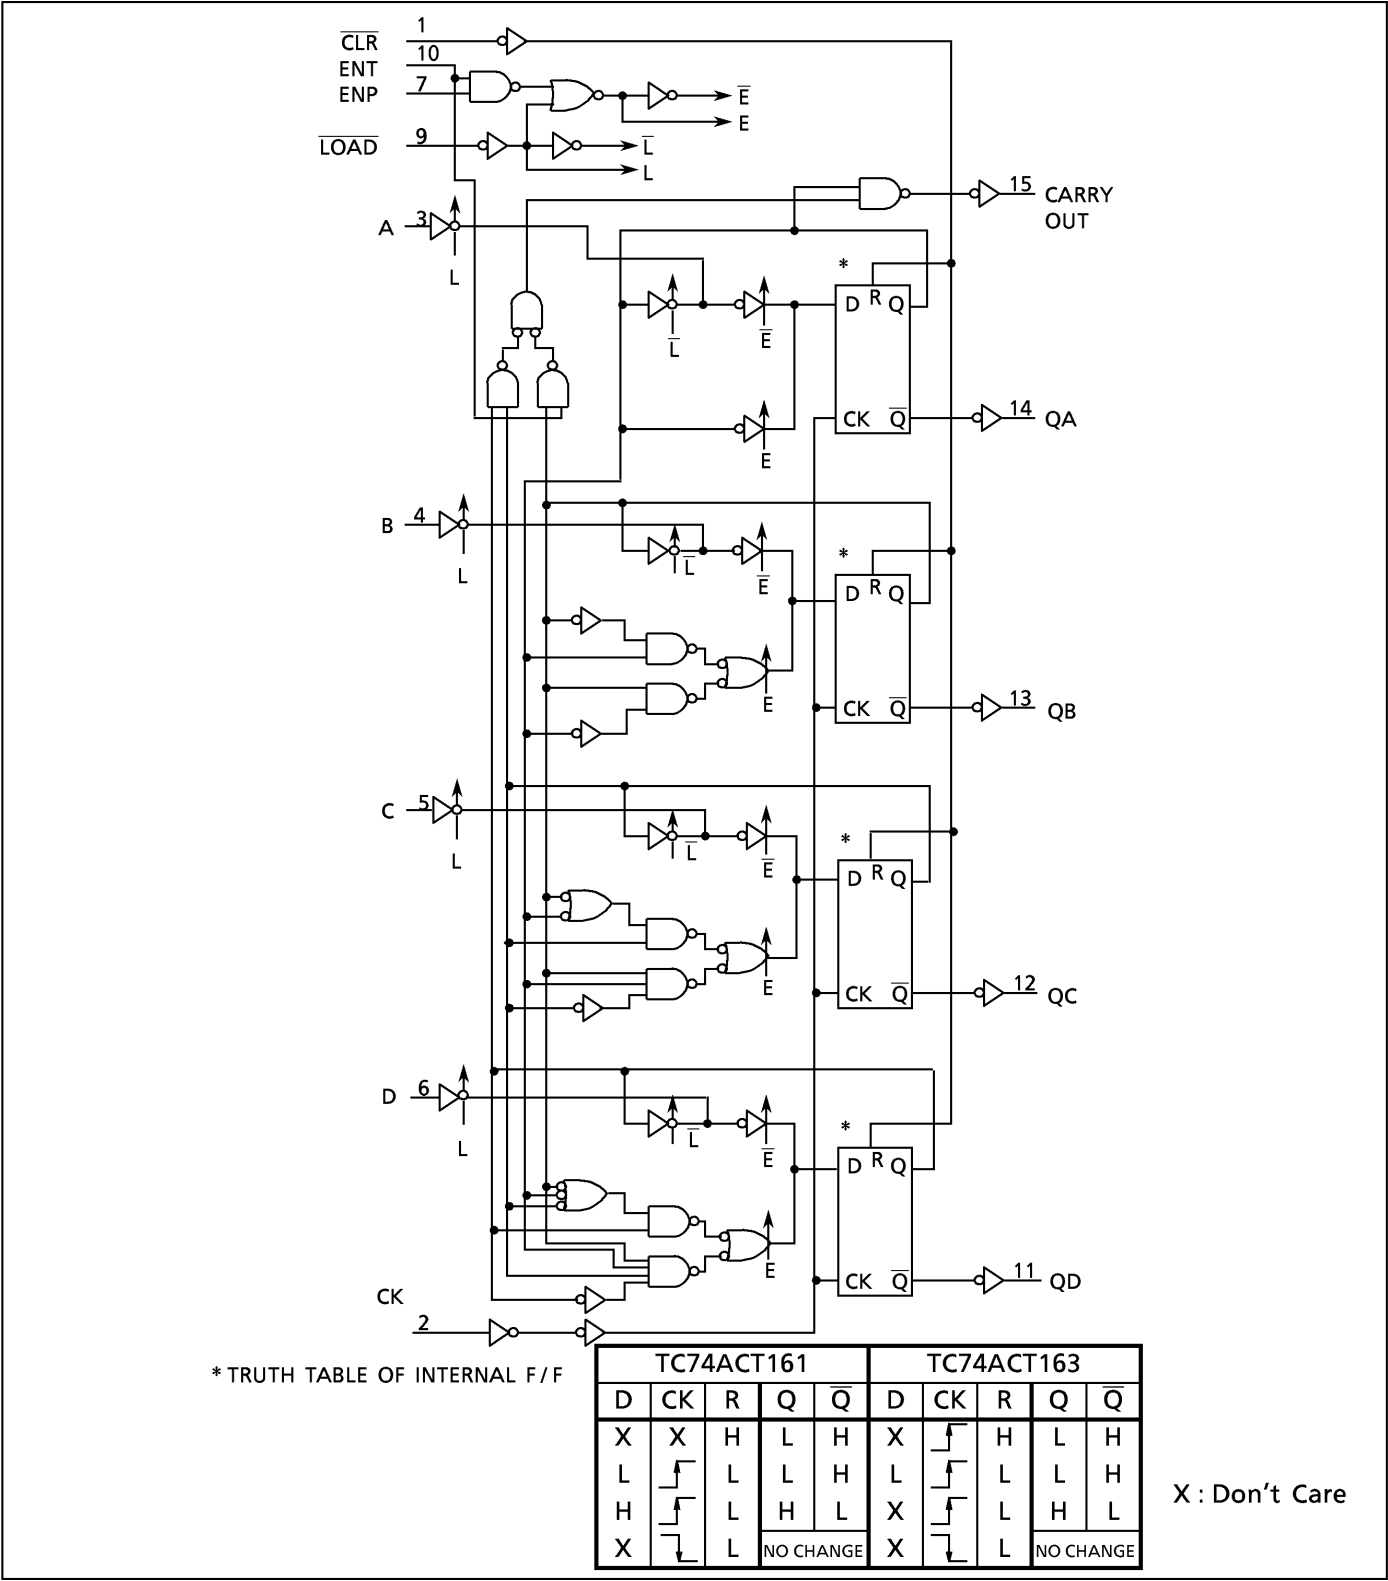 1
CLR
10
ENT
7
ENP
E
E
9
LOAD
L
L
15
CARRY
OUT
3
A
L
*
D R Q
L
E
CK Q
14
QA
E
4
B
L
L
E
*
D R Q
E
CK Q
13
QB
5
C
L
L
E
*
D R Q
E
CK Q
12
QC
6
D
L
L
E
*
D R Q
E
CK Q
11
QD
CK
2
* TRUTH TABLE OF INTERNAL F/F
TC74ACT161 TC74ACT163
D CK R Q Q D CK R Q Q
X X H L H X H L H
L L L H L L L H
H L H L X L H L
X L NO CHANGE X L NO CHANGE
X : Don't Care